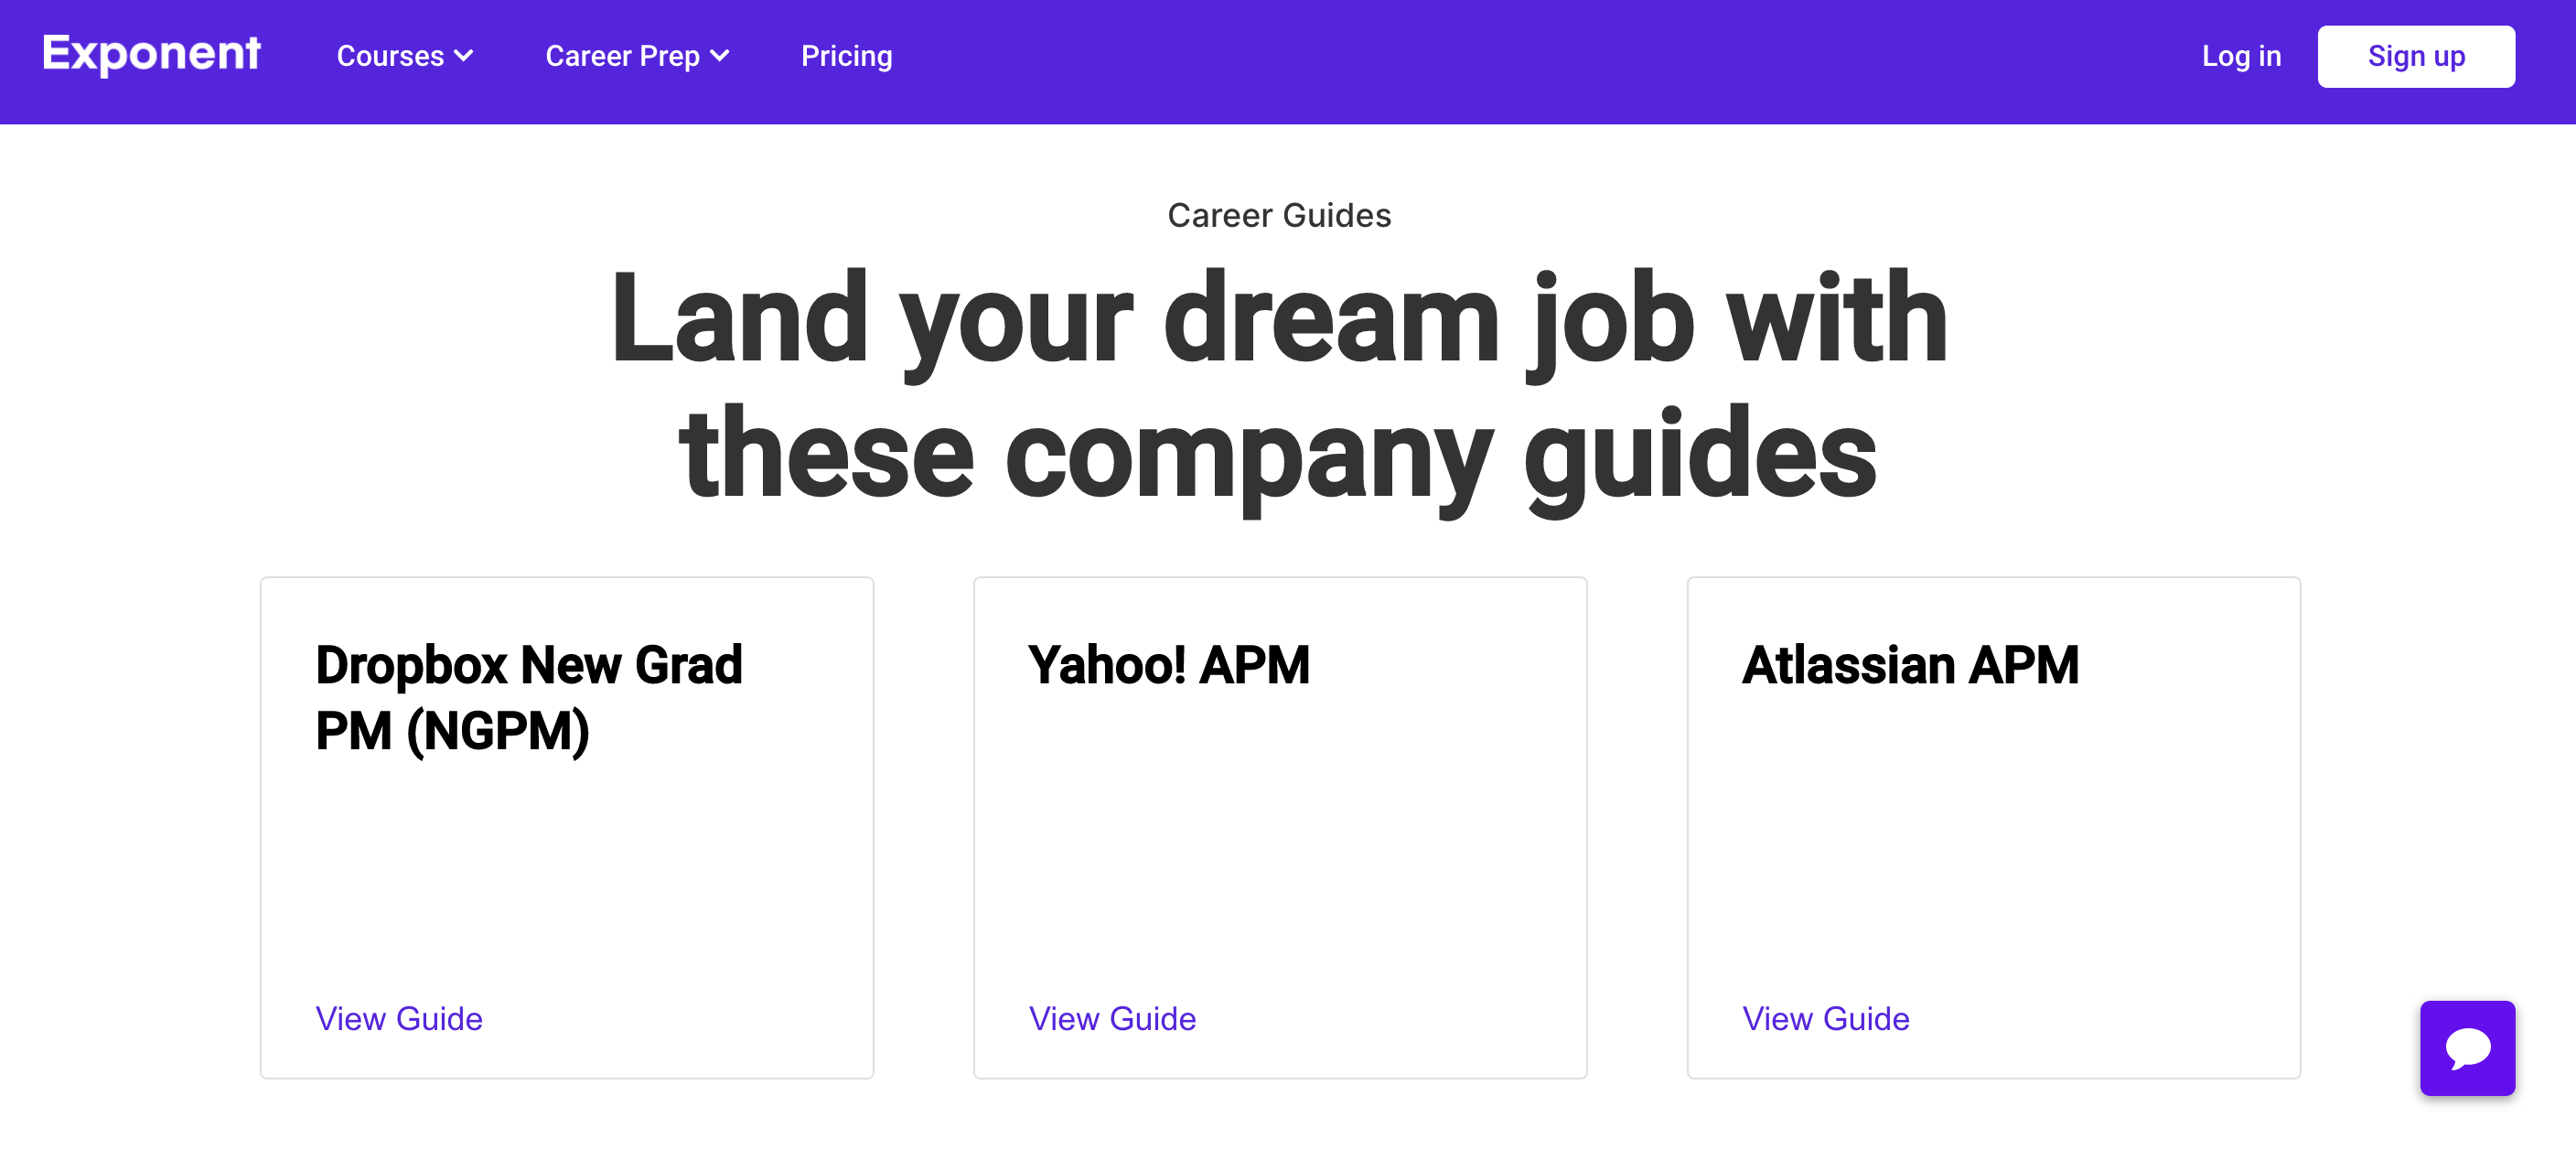 Exponent
Courses
Career Prep
Pricing
Log in
Sign up
Career Guides
Land your dream job with
these company guides
Dropbox New Grad
PM (NGPM)
View Guide
Yahoo! APM
View Guide
Atlassian APM
View Guide